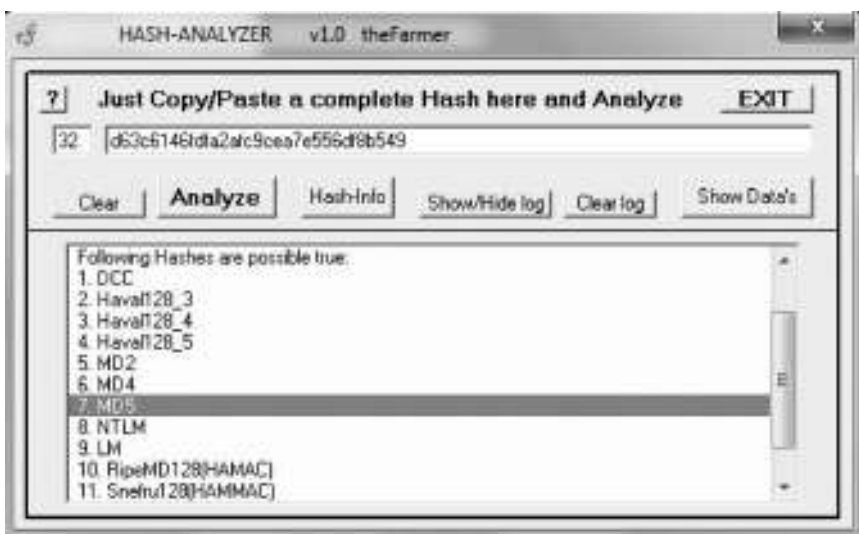 HASH-ANALYZER v1.0 theFarmer
? Just Copy/Paste a complete Hash here and Analyze EXIT
32
Clear Analyze Hash-Info Show/Hide log Clear log Show Data's
Following Hashes are possible true:
1. DCC
2. Haval128_3
3. Haval128_4
4. Haval128_5
5. MD2
6. MD4
7. MD5
8. NTLM
9. LM
10. RipeMD128(HAMAC)
11. Snefru128(HAMMAC)